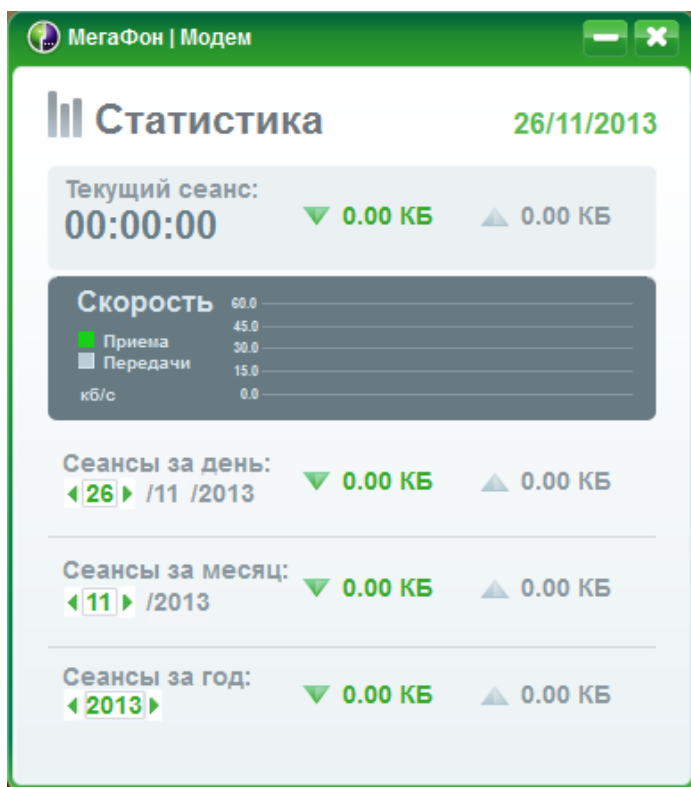 МегаФон | Модем
Статистика
26/11/2013
Текущий сеанс:
00:00:00
0.00 КБ
0.00 КБ
Скорость
Приема
Передачи
кб/с
60.0
45.0
30.0
15.0
0.0
Сеансы за день:
26 /11 /2013
0.00 КБ
0.00 КБ
Сеансы за месяц:
11 /2013
0.00 КБ
0.00 КБ
Сеансы за год:
2013
0.00 КБ
0.00 КБ